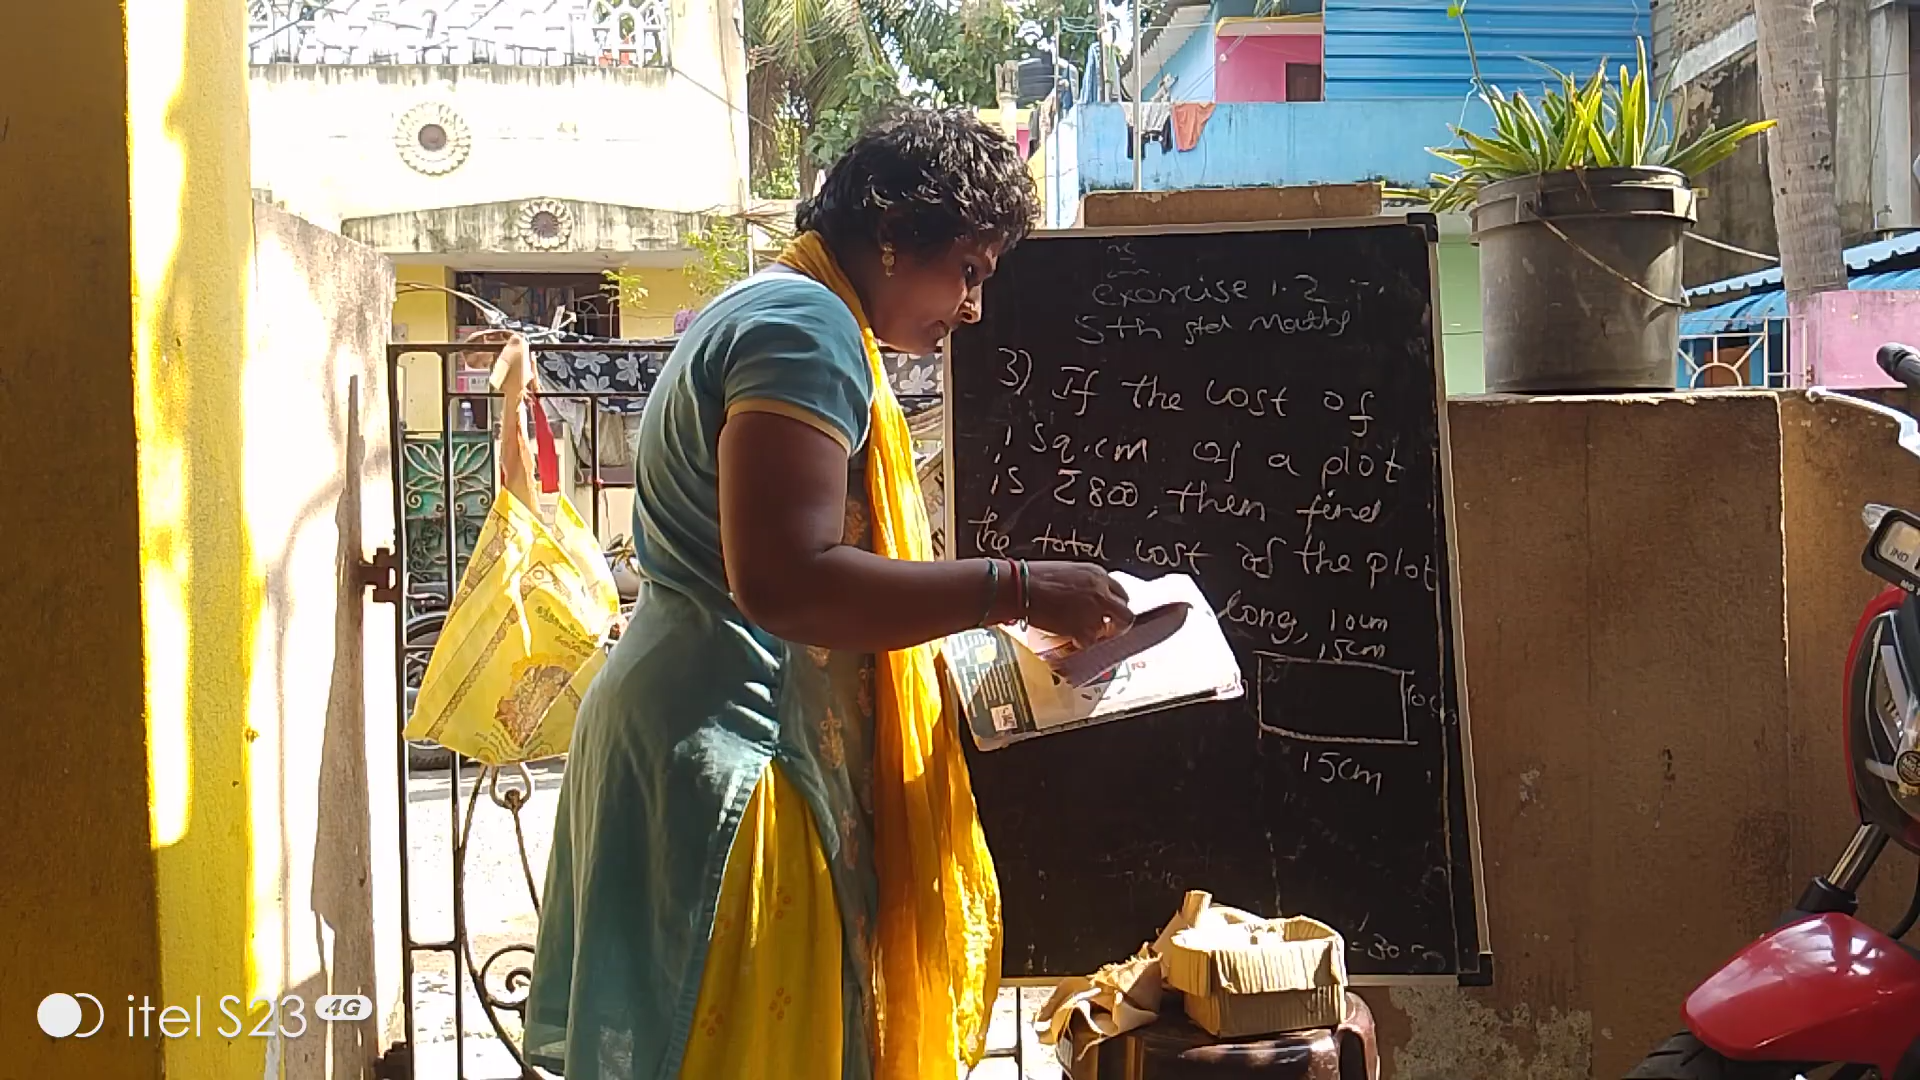 exercise 1.2
5th std Maths
3) If the cost of
1 sq.cm. of a plot
is ₹800, then find
the total cost of the plot
long, 10cm
15cm
10cm
15cm
itel S23 4G